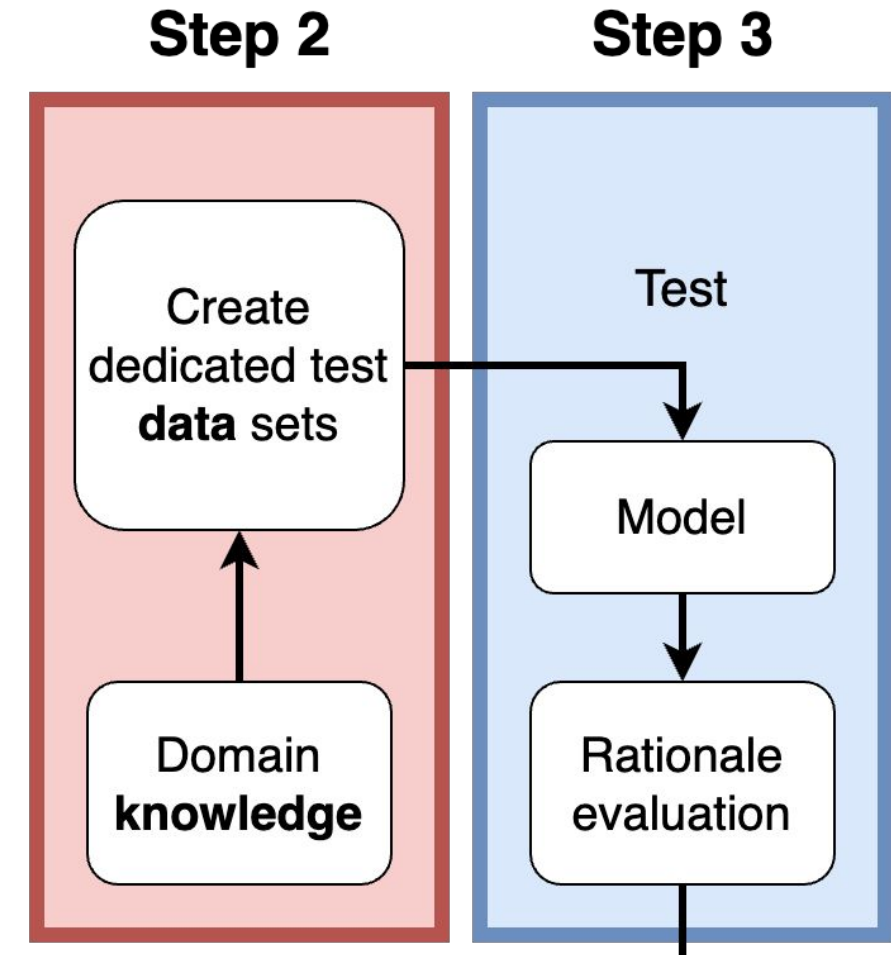 Step 2
Step 3
Create
dedicated test
data sets
Domain
knowledge
Test
Model
Rationale
evaluation